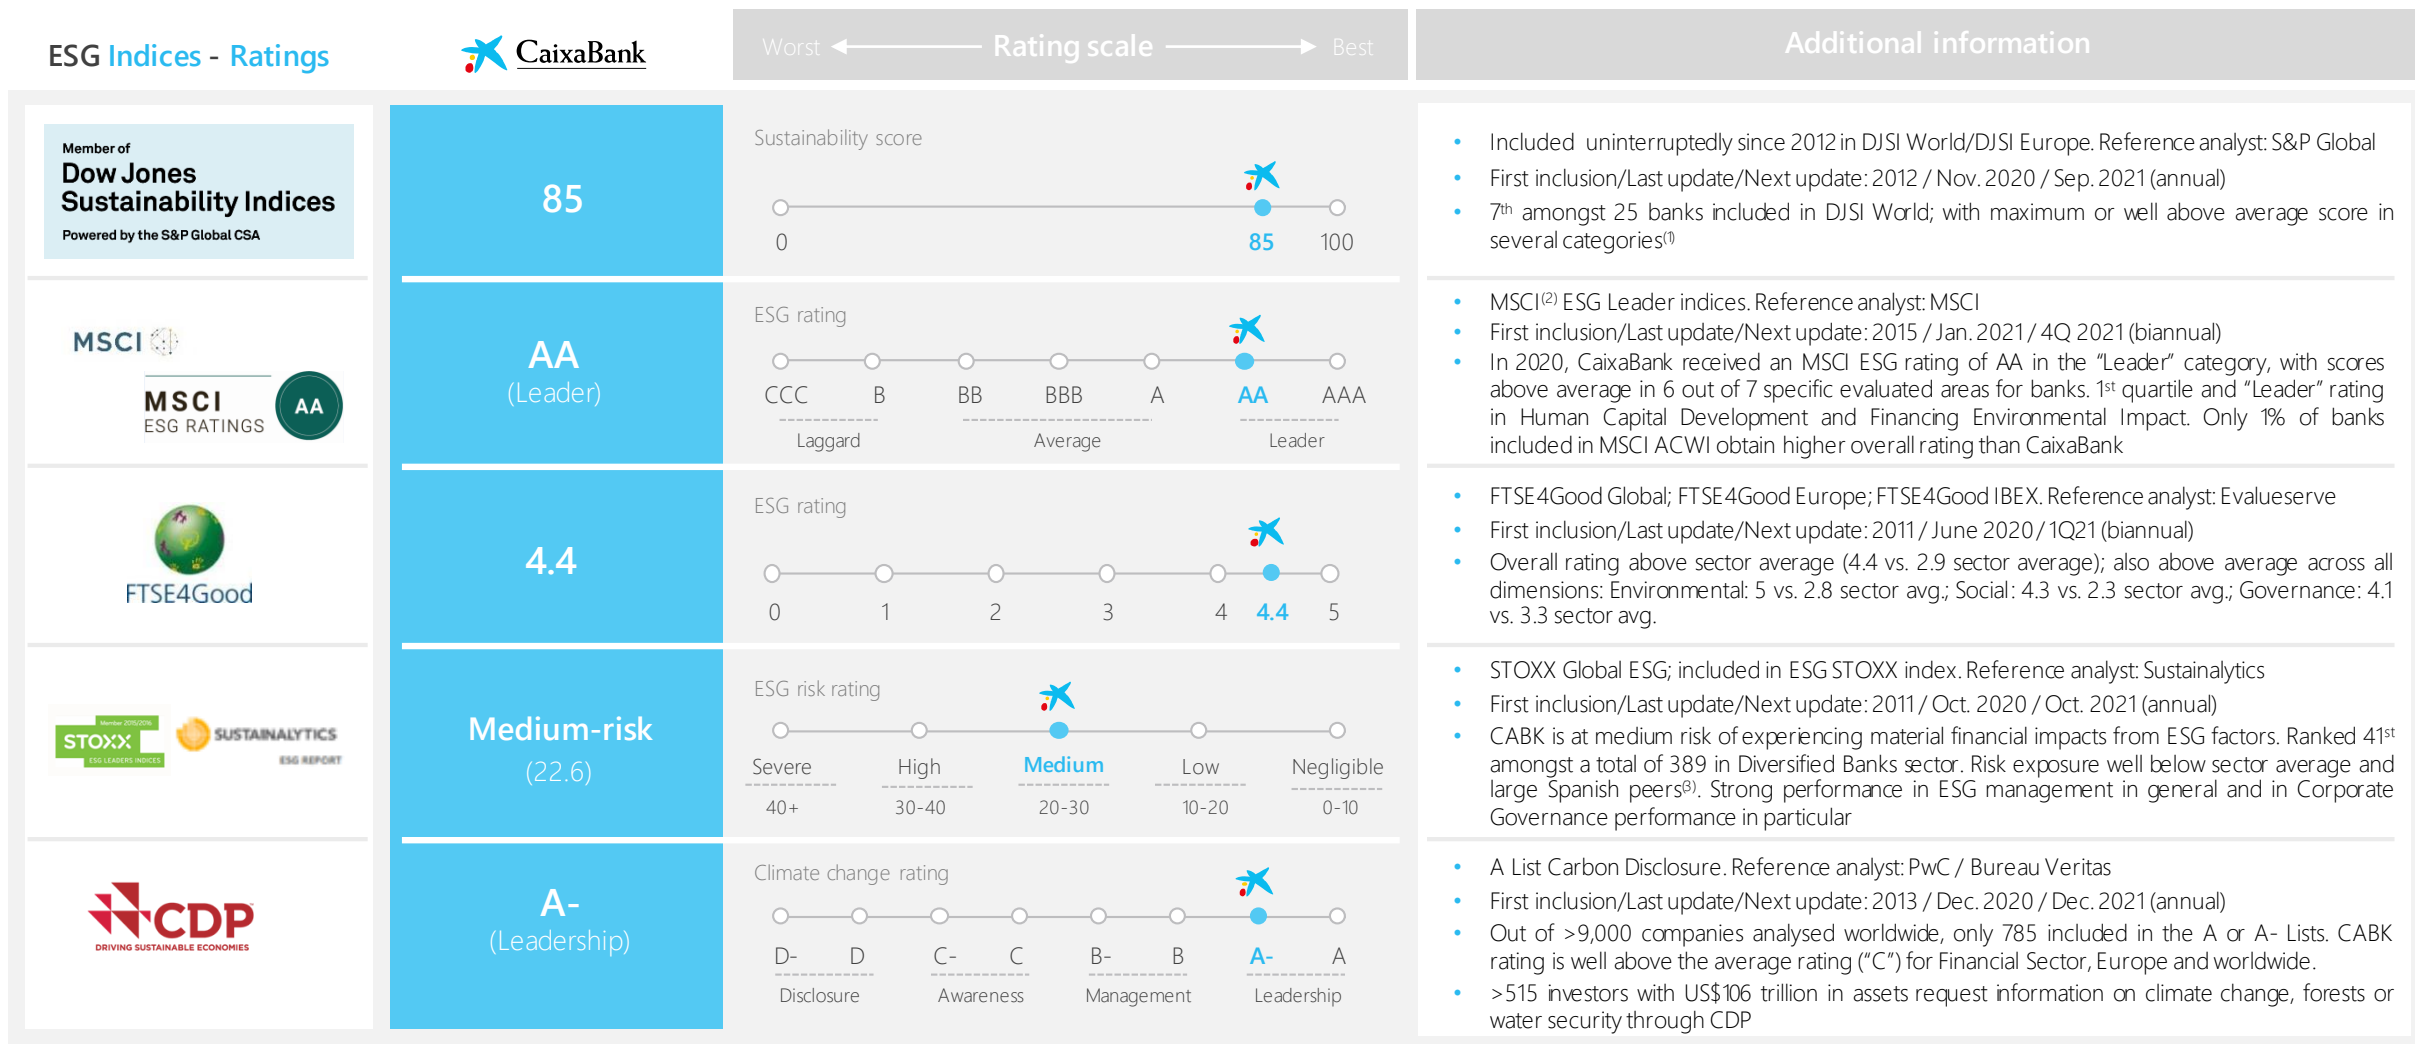 ESG Indices - Ratings
CaixaBank
Worst
Rating scale
Best
Additional information
Member of
Dow Jones
Sustainability Indices
Powered by the S&P Global CSA
85
Sustainability score
0
85
100
• Included uninterruptedly since 2012 in DJSI World/DJSI Europe. Reference analyst: S&P Global
• First inclusion/Last update/Next update: 2012 / Nov. 2020 / Sep. 2021 (annual)
• 7th amongst 25 banks included in DJSI World; with maximum or well above average score in
several categories(1)
MSCI
MSCI
ESG RATINGS
AA
AA
(Leader)
ESG rating
CCC B BB BBB A AA AAA
Laggard Average Leader
• MSCI(2) ESG Leader indices. Reference analyst: MSCI
• First inclusion/Last update/Next update: 2015 / Jan. 2021 / 4Q 2021 (biannual)
• In 2020, CaixaBank received an MSCI ESG rating of AA in the “Leader” category, with scores
above average in 6 out of 7 specific evaluated areas for banks. 1st quartile and “Leader” rating
in Human Capital Development and Financing Environmental Impact. Only 1% of banks
included in MSCI ACWI obtain higher overall rating than CaixaBank
FTSE4Good
4.4
ESG rating
0 1 2 3 4 4.4 5
• FTSE4Good Global; FTSE4Good Europe; FTSE4Good IBEX. Reference analyst: Evalueserve
• First inclusion/Last update/Next update: 2011 / June 2020 / 1Q21 (biannual)
• Overall rating above sector average (4.4 vs. 2.9 sector average); also above average across all
dimensions: Environmental: 5 vs. 2.8 sector avg.; Social: 4.3 vs. 2.3 sector avg.; Governance: 4.1
vs. 3.3 sector avg.
Member 2015/2016
STOXX
ESG LEADERS INDICES
SUSTAINALYTICS
ESG REPORT
Medium-risk
(22.6)
ESG risk rating
Severe High Medium Low Negligible
40+ 30-40 20-30 10-20 0-10
• STOXX Global ESG; included in ESG STOXX index. Reference analyst: Sustainalytics
• First inclusion/Last update/Next update: 2011 / Oct. 2020 / Oct. 2021 (annual)
• CABK is at medium risk of experiencing material financial impacts from ESG factors. Ranked 41st
amongst a total of 389 in Diversified Banks sector. Risk exposure well below sector average and
large Spanish peers(3). Strong performance in ESG management in general and in Corporate
Governance performance in particular
CDP
DRIVING SUSTAINABLE ECONOMIES
A-
(Leadership)
Climate change rating
D- D C- C B- B A- A
Disclosure Awareness Management Leadership
• A List Carbon Disclosure. Reference analyst: PwC / Bureau Veritas
• First inclusion/Last update/Next update: 2013 / Dec. 2020 / Dec. 2021 (annual)
• Out of >9,000 companies analysed worldwide, only 785 included in the A or A- Lists. CABK
rating is well above the average rating (“C”) for Financial Sector, Europe and worldwide.
• >515 investors with US$106 trillion in assets request information on climate change, forests or
water security through CDP